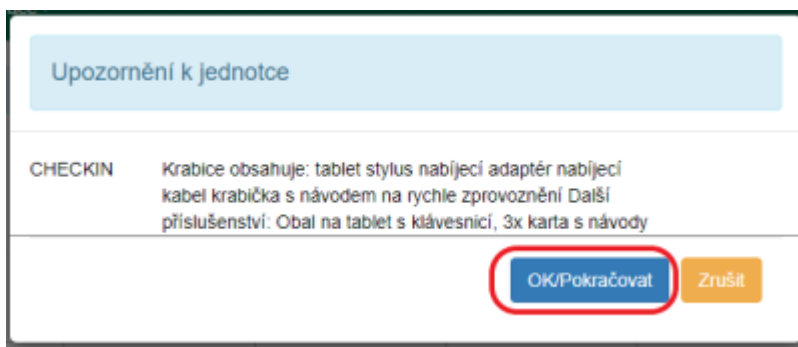 Upozornění k jednotce
CHECKIN Krabice obsahuje: tablet stylus nabíjecí adaptér nabíjecí
kabel krabička s návodem na rychle zprovoznění Další
příslušenství: Obal na tablet s klávesnicí, 3x karta s návody
OK/Pokračovat Zrušit